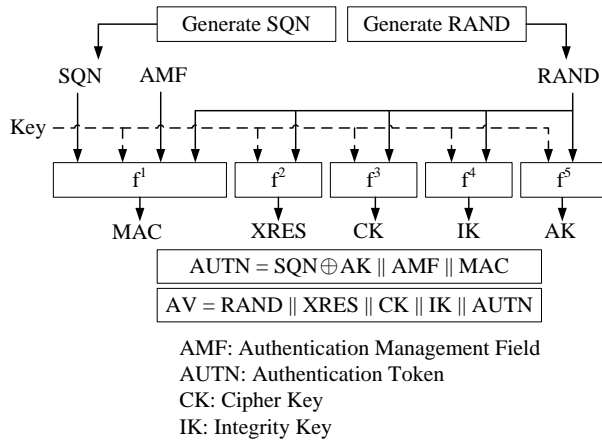 Generate SQN
Generate RAND
SQN
AMF
RAND
Key
f¹
f²
f³
f⁴
f⁵
MAC
XRES
CK
IK
AK
AUTN = SQN⊕AK || AMF || MAC
AV = RAND || XRES || CK || IK || AUTN
AMF: Authentication Management Field
AUTN: Authentication Token
CK: Cipher Key
IK: Integrity Key